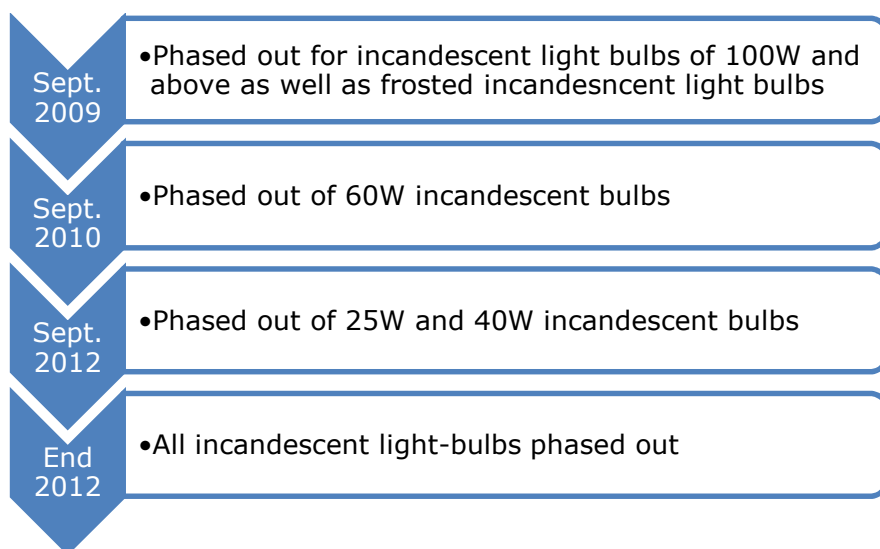 Sept.
2009
•Phased out for incandescent light bulbs of 100W and
above as well as frosted incandesncent light bulbs
Sept.
2010
•Phased out of 60W incandescent bulbs
Sept.
2012
•Phased out of 25W and 40W incandescent bulbs
End
2012
•All incandescent light-bulbs phased out